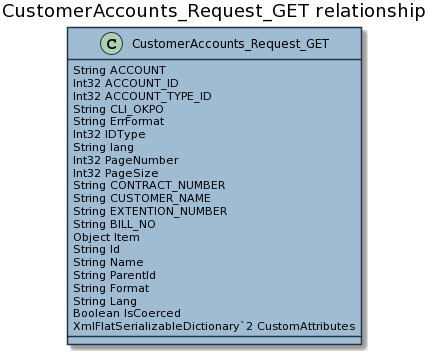 CustomerAccounts_Request_GET relationship
C CustomerAccounts_Request_GET
String ACCOUNT
Int32 ACCOUNT_ID
Int32 ACCOUNT_TYPE_ID
String CLI_OKPO
String ErrFormat
Int32 IDType
String lang
Int32 PageNumber
Int32 PageSize
String CONTRACT_NUMBER
String CUSTOMER_NAME
String EXTENTION_NUMBER
String BILL_NO
Object Item
String Id
String Name
String ParentId
String Format
String Lang
Boolean IsCoerced
XmlFlatSerializableDictionary`2 CustomAttributes